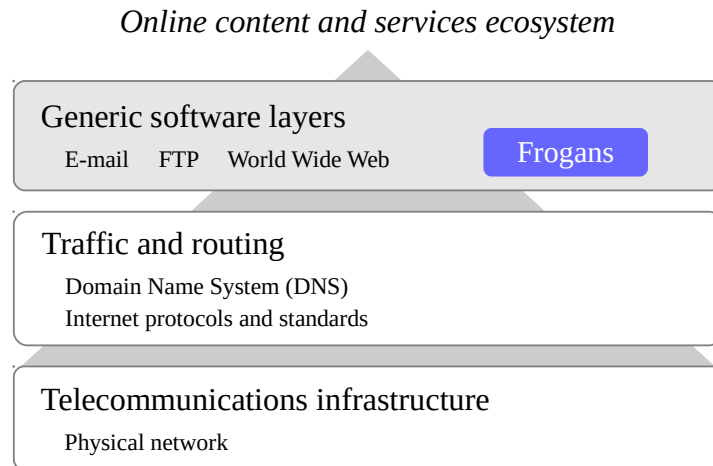 Online content and services ecosystem
Generic software layers
E-mail FTP World Wide Web
Frogans
Traffic and routing
Domain Name System (DNS)
Internet protocols and standards
Telecommunications infrastructure
Physical network